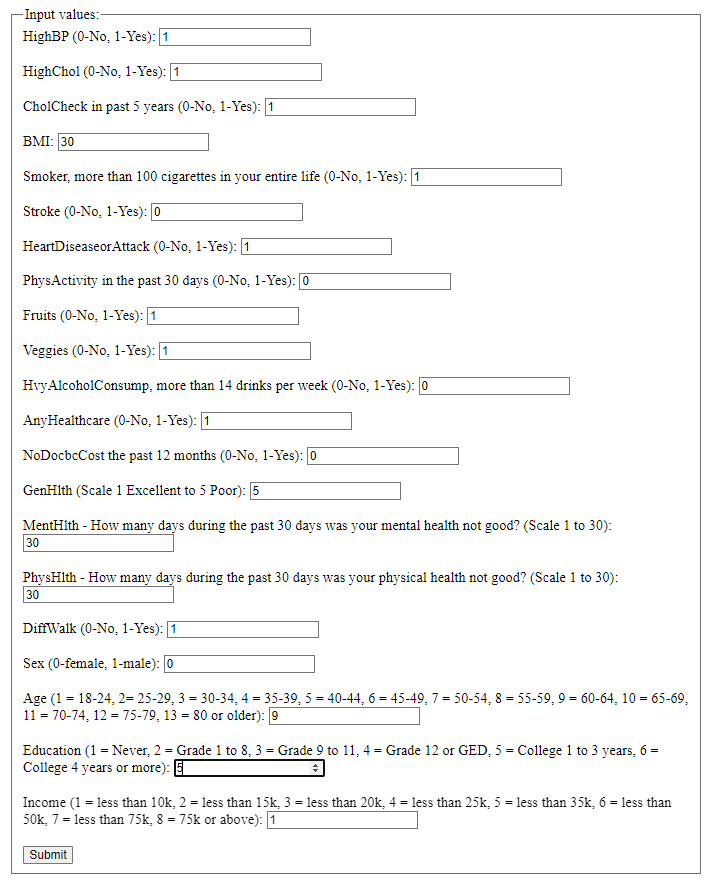 Input values:
HighBP (0-No, 1-Yes): 1
HighChol (0-No, 1-Yes): 1
CholCheck in past 5 years (0-No, 1-Yes): 1
BMI: 30
Smoker, more than 100 cigarettes in your entire life (0-No, 1-Yes): 1
Stroke (0-No, 1-Yes): 0
HeartDiseaseorAttack (0-No, 1-Yes): 1
PhysActivity in the past 30 days (0-No, 1-Yes): 0
Fruits (0-No, 1-Yes): 1
Veggies (0-No, 1-Yes): 1
HvyAlcoholConsump, more than 14 drinks per week (0-No, 1-Yes): 0
AnyHealthcare (0-No, 1-Yes): 1
NoDocbcCost the past 12 months (0-No, 1-Yes): 0
GenHlth (Scale 1 Excellent to 5 Poor): 5
MentHlth - How many days during the past 30 days was your mental health not good? (Scale 1 to 30):
30
PhysHlth - How many days during the past 30 days was your physical health not good? (Scale 1 to 30):
30
DiffWalk (0-No, 1-Yes): 1
Sex (0-female, 1-male): 0
Age (1 = 18-24, 2= 25-29, 3 = 30-34, 4 = 35-39, 5 = 40-44, 6 = 45-49, 7 = 50-54, 8 = 55-59, 9 = 60-64, 10 = 65-69,
11 = 70-74, 12 = 75-79, 13 = 80 or older): 9
Education (1 = Never, 2 = Grade 1 to 8, 3 = Grade 9 to 11, 4 = Grade 12 or GED, 5 = College 1 to 3 years, 6 =
College 4 years or more): 5
Income (1 = less than 10k, 2 = less than 15k, 3 = less than 20k, 4 = less than 25k, 5 = less than 35k, 6 = less than
50k, 7 = less than 75k, 8 = 75k or above): 1
Submit